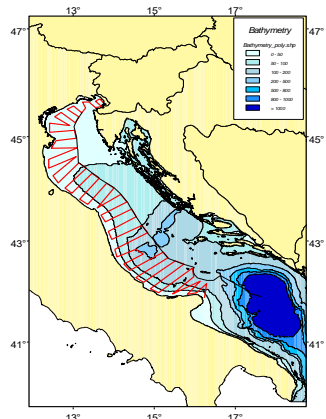 13° 15° 17°
47° 47°
Bathymetry
Bathymetry_poly.shp
0 - 50
50 - 100
100 - 200
200 - 500
500 - 800
800 - 1000
> 1000
45° 45°
43° 43°
41° 41°
13° 15° 17°